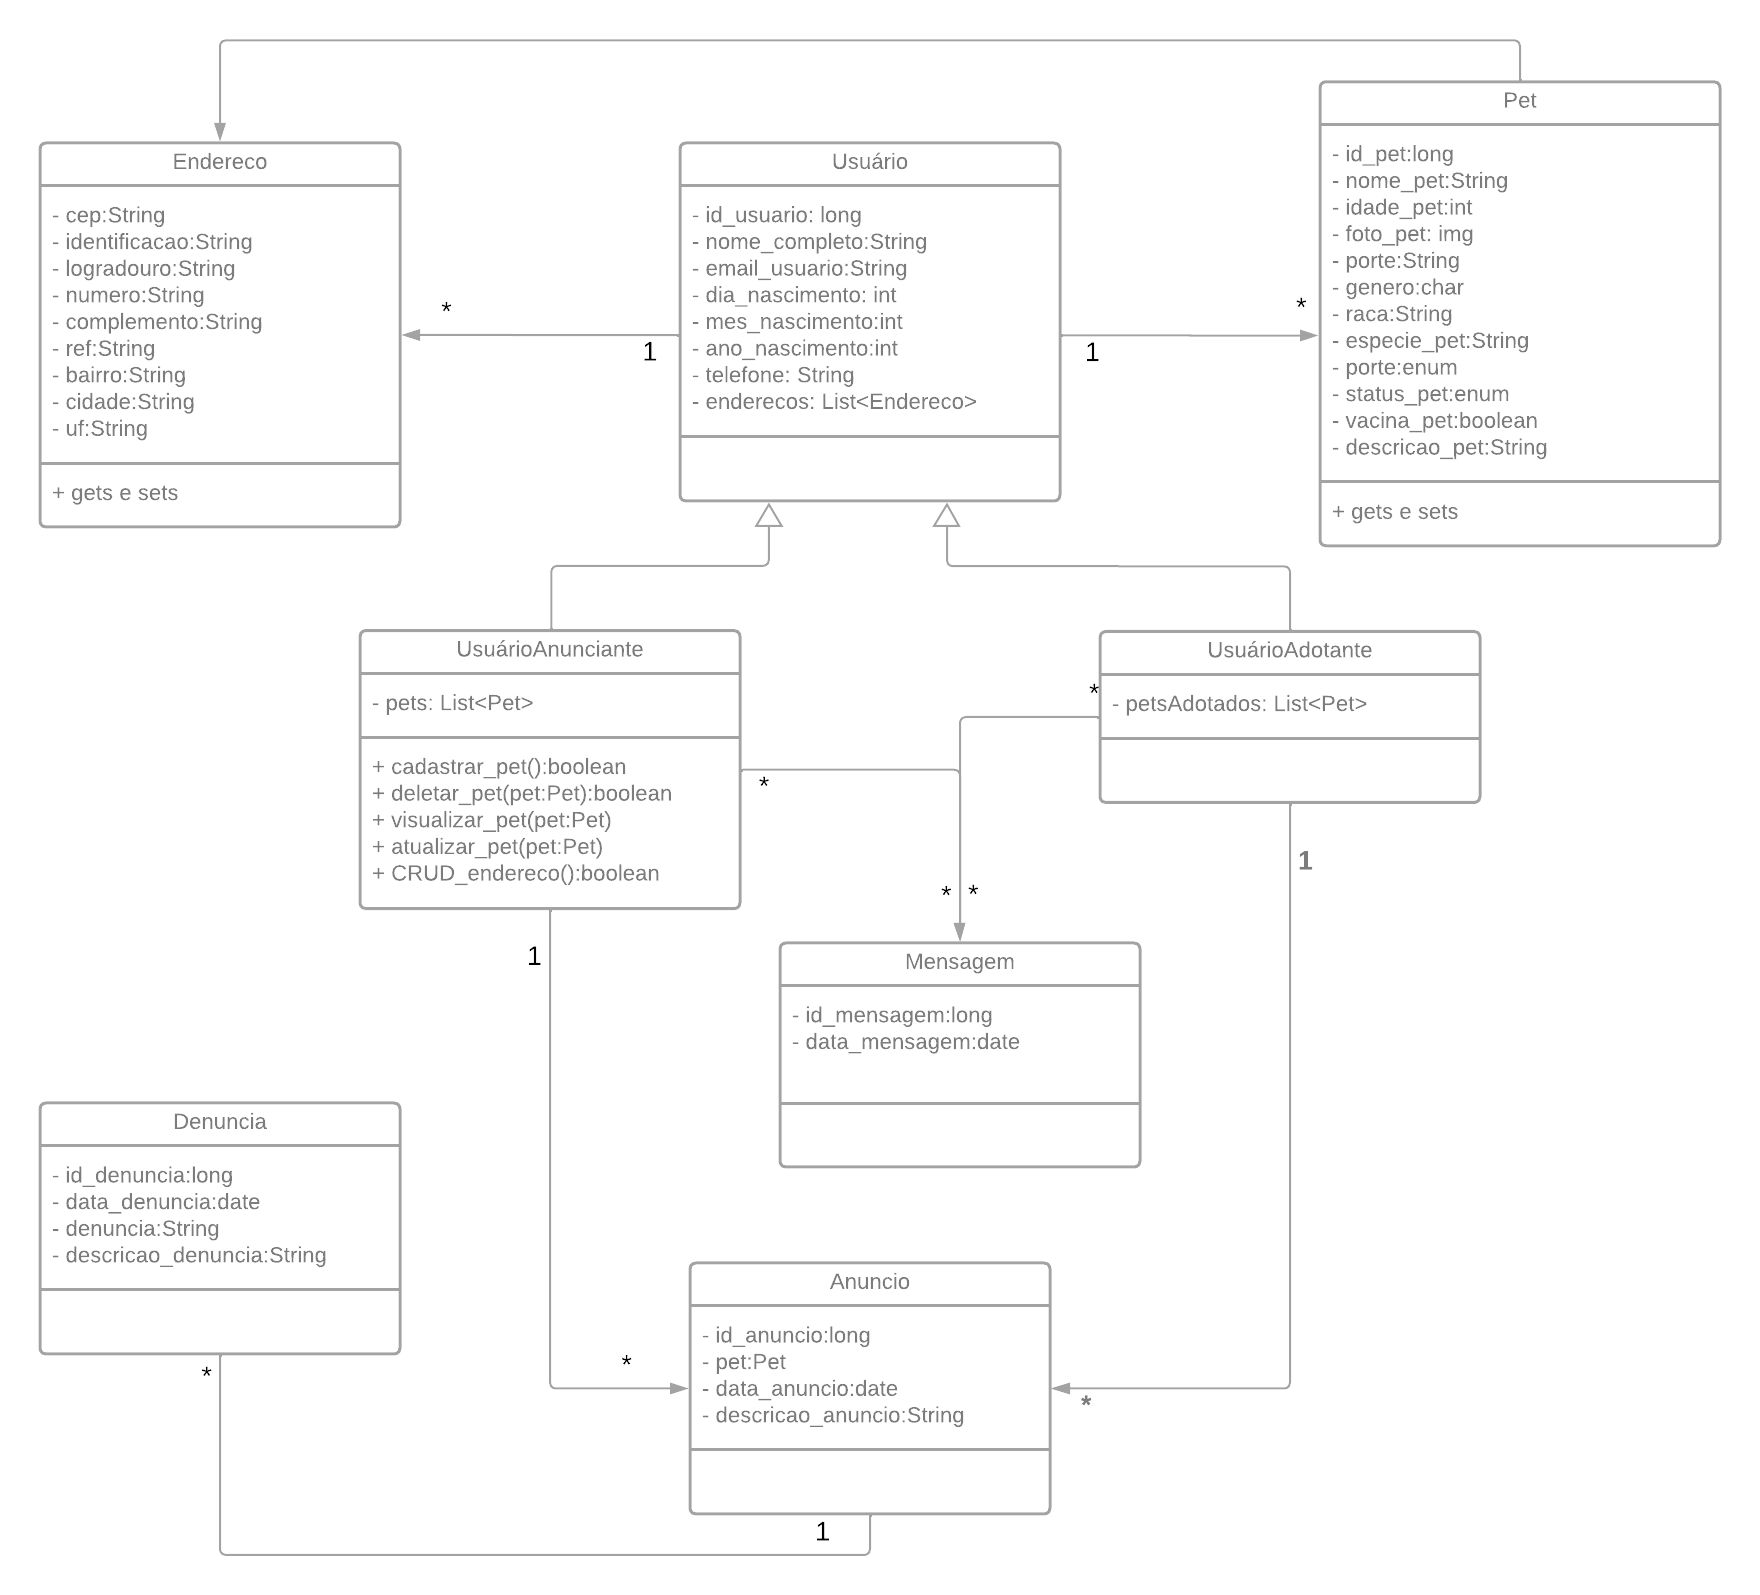 Pet
- id_pet:long
- nome_pet:String
- idade_pet:int
- foto_pet: img
- porte:String
- genero:char
- raca:String
- especie_pet:String
- porte:enum
- status_pet:enum
- vacina_pet:boolean
- descricao_pet:String
+ gets e sets
Endereco
- cep:String
- identificacao:String
- logradouro:String
- numero:String
- complemento:String
- ref:String
- bairro:String
- cidade:String
- uf:String
+ gets e sets
*
1
Usuário
- id_usuario: long
- nome_completo:String
- email_usuario:String
- dia_nascimento: int
- mes_nascimento:int
- ano_nascimento:int
- telefone: String
- enderecos: List<Endereco>
1
*
UsuárioAnunciante
- pets: List<Pet>
+ cadastrar_pet():boolean
+ deletar_pet(pet:Pet):boolean
+ visualizar_pet(pet:Pet)
+ atualizar_pet(pet:Pet)
+ CRUD_endereco():boolean
*
1
UsuárioAdotante
- petsAdotados: List<Pet>
*
1
* *
Mensagem
- id_mensagem:long
- data_mensagem:date
Denuncia
- id_denuncia:long
- data_denuncia:date
- denuncia:String
- descricao_denuncia:String
*
Anuncio
- id_anuncio:long
- pet:Pet
- data_anuncio:date
- descricao_anuncio:String
*
*
1